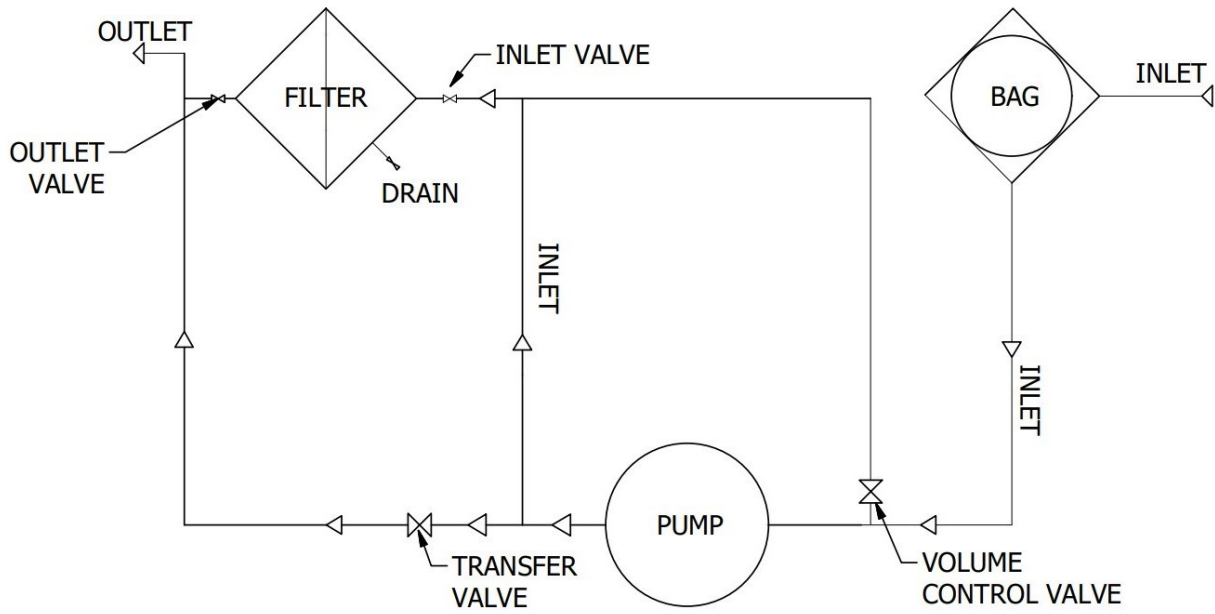 OUTLET
INLET VALVE
FILTER
BAG
INLET
OUTLET
VALVE
DRAIN
INLET
INLET
PUMP
TRANSFER
VALVE
VOLUME
CONTROL VALVE